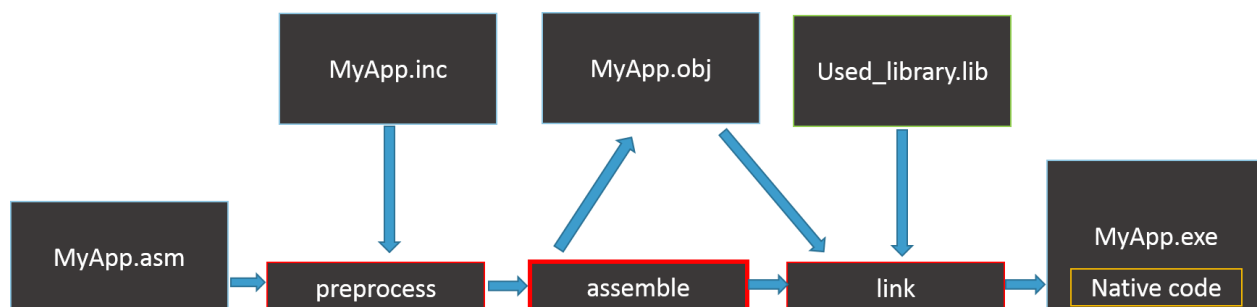 MyApp.inc
MyApp.obj
Used_library.lib
MyApp.asm
preprocess
assemble
link
MyApp.exe
Native code